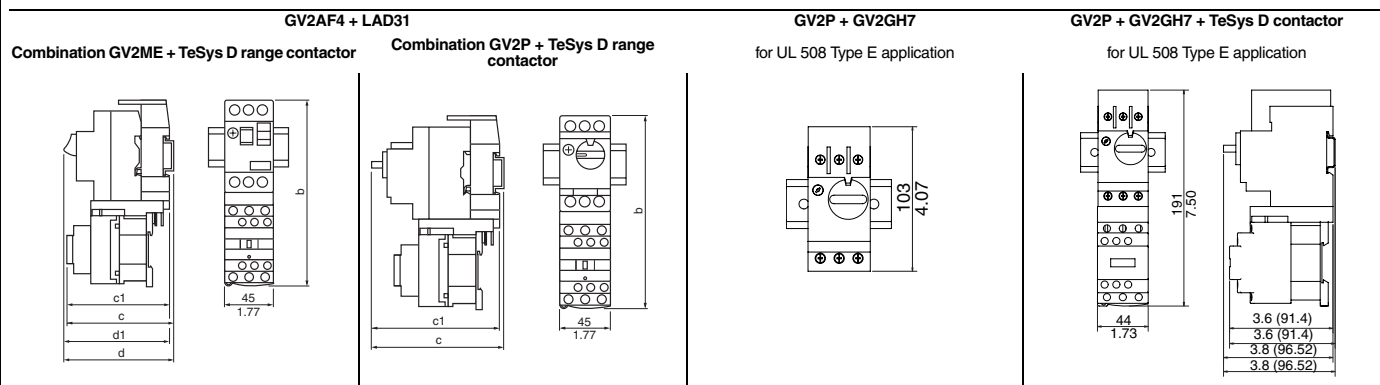 GV2AF4 + LAD31
GV2P + GV2GH7
GV2P + GV2GH7 + TeSys D contactor
Combination GV2ME + TeSys D range contactor
Combination GV2P + TeSys D range
contactor
for UL 508 Type E application
for UL 508 Type E application
c1
c
d1
d
b
45
1.77
c1
c
b
45
1.77
103
4.07
191
7.50
44
1.73
3.6 (91.4)
3.6 (91.4)
3.8 (96.52)
3.8 (96.52)